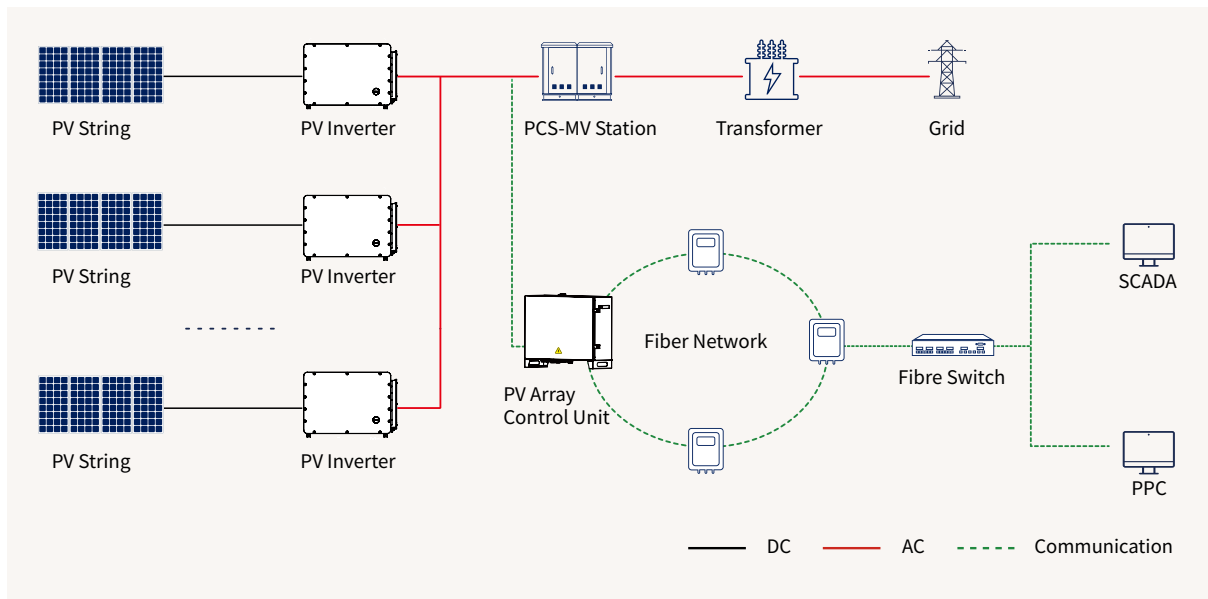 PV String
PV Inverter
PCS-MV Station
Transformer
Grid
PV String
PV Inverter
SCADA
Fiber Network
Fibre Switch
PV Array
Control Unit
PV String
PV Inverter
PPC
DC
AC
Communication